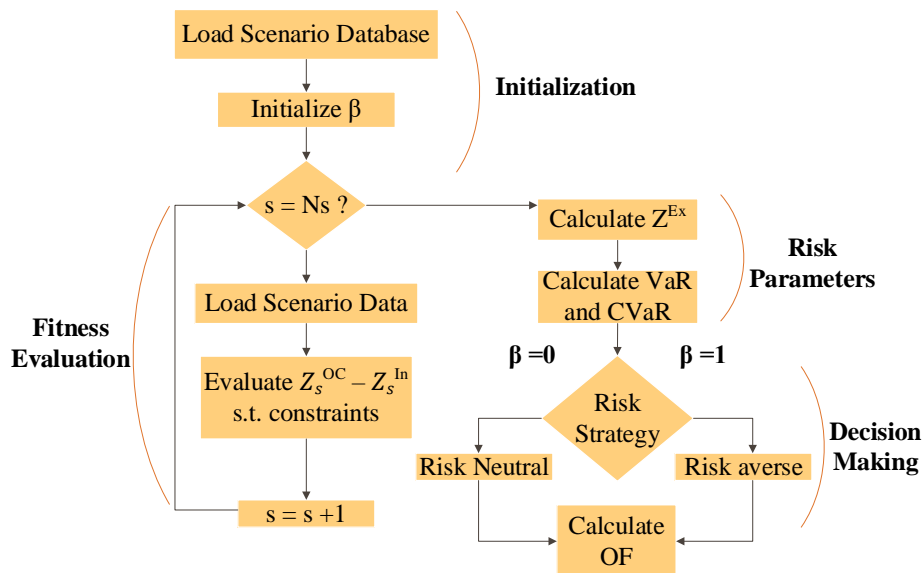 Load Scenario Database
Initialization
Initialize β
s = Ns ?
Calculate Z^Ex
Risk
Parameters
Load Scenario Data
Calculate VaR
and CVaR
Fitness
Evaluation
β =0
β =1
Evaluate Z_s^OC – Z_s^In
s.t. constraints
Risk
Strategy
Decision
Making
Risk Neutral
Risk averse
s = s +1
Calculate
OF